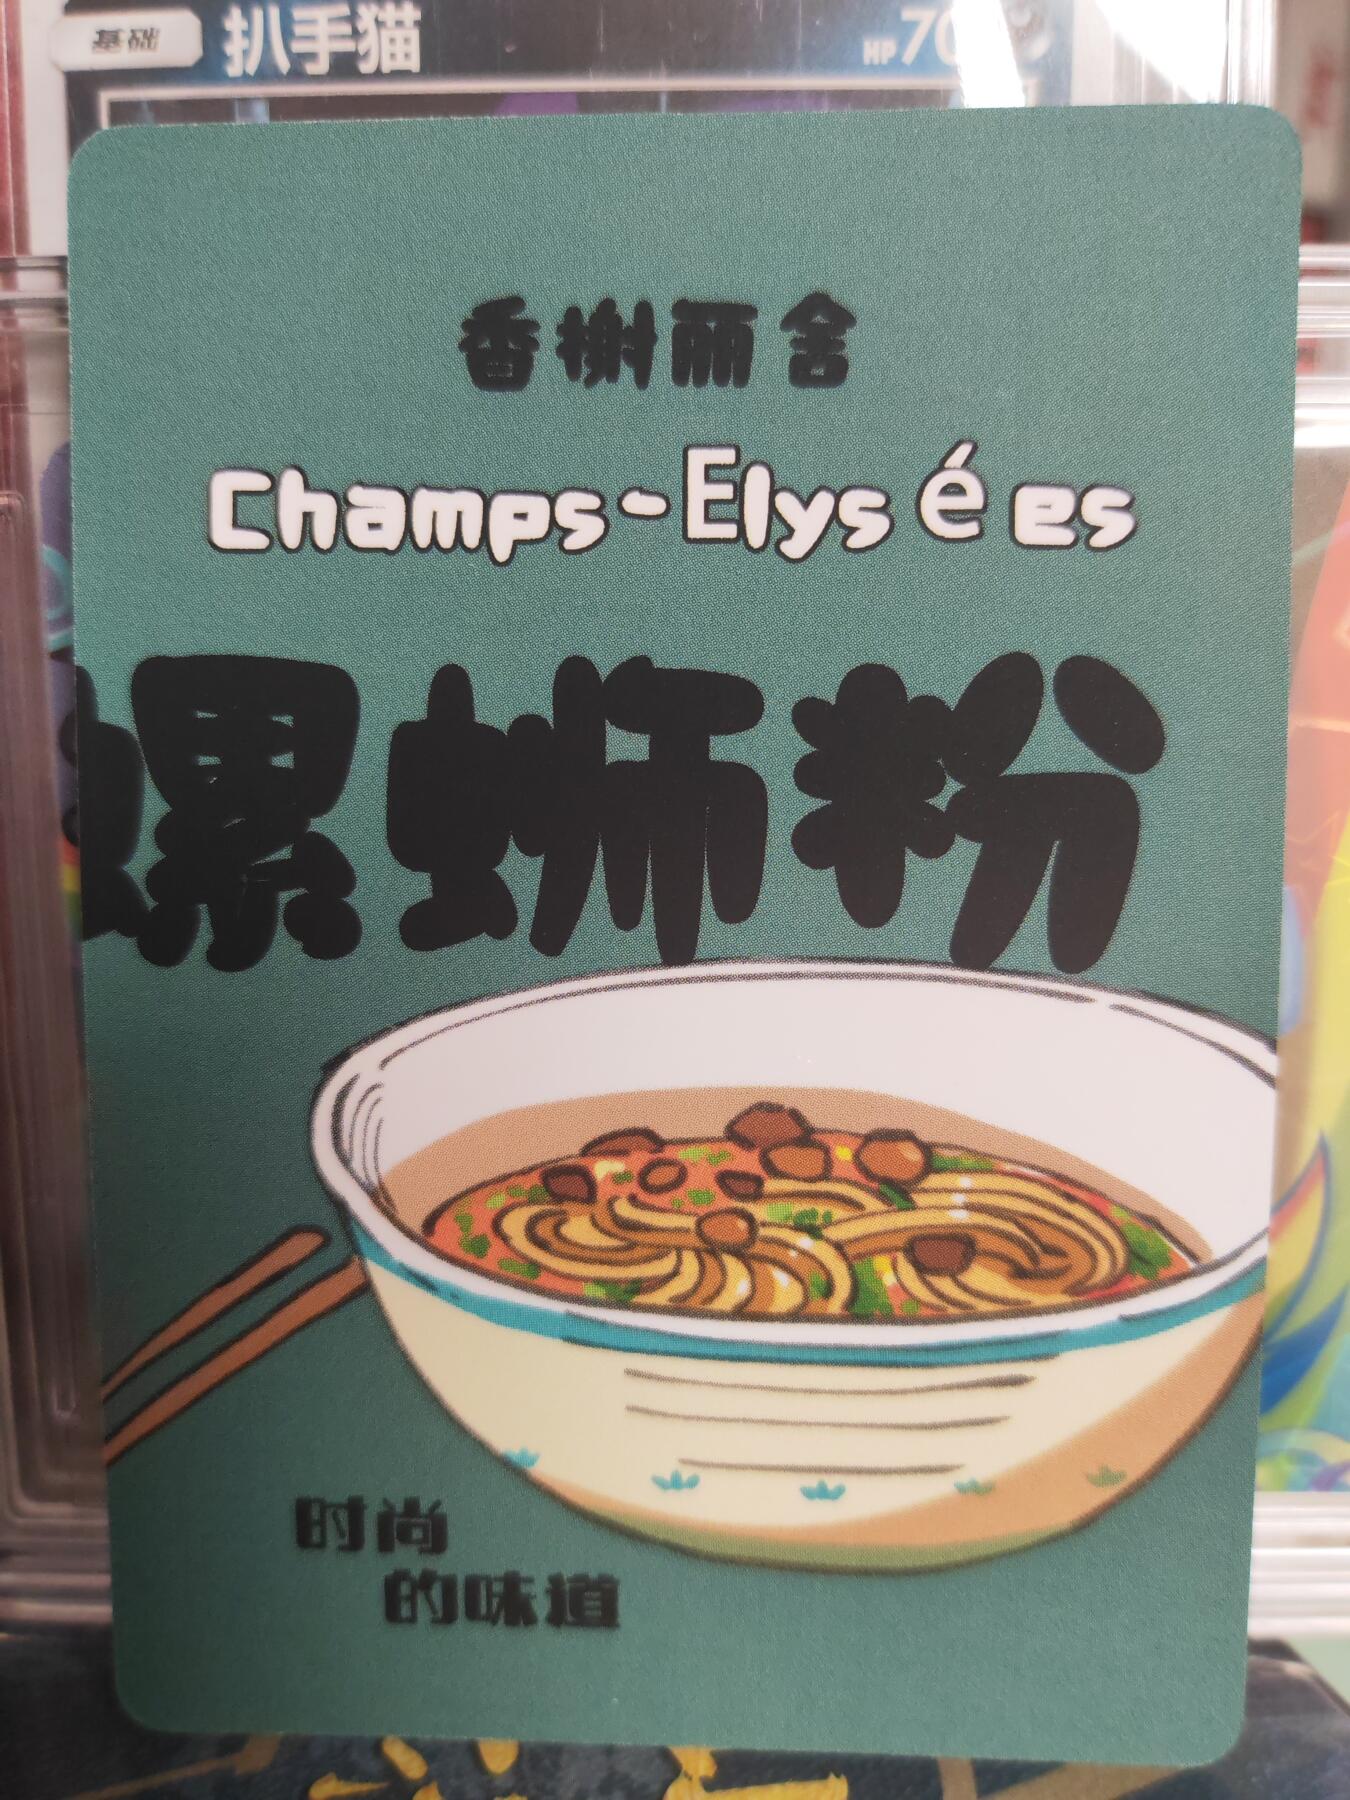 基础 扒手猫 HP70
香榭丽舍
Champs-Elysées
螺蛳粉
时尚
的味道